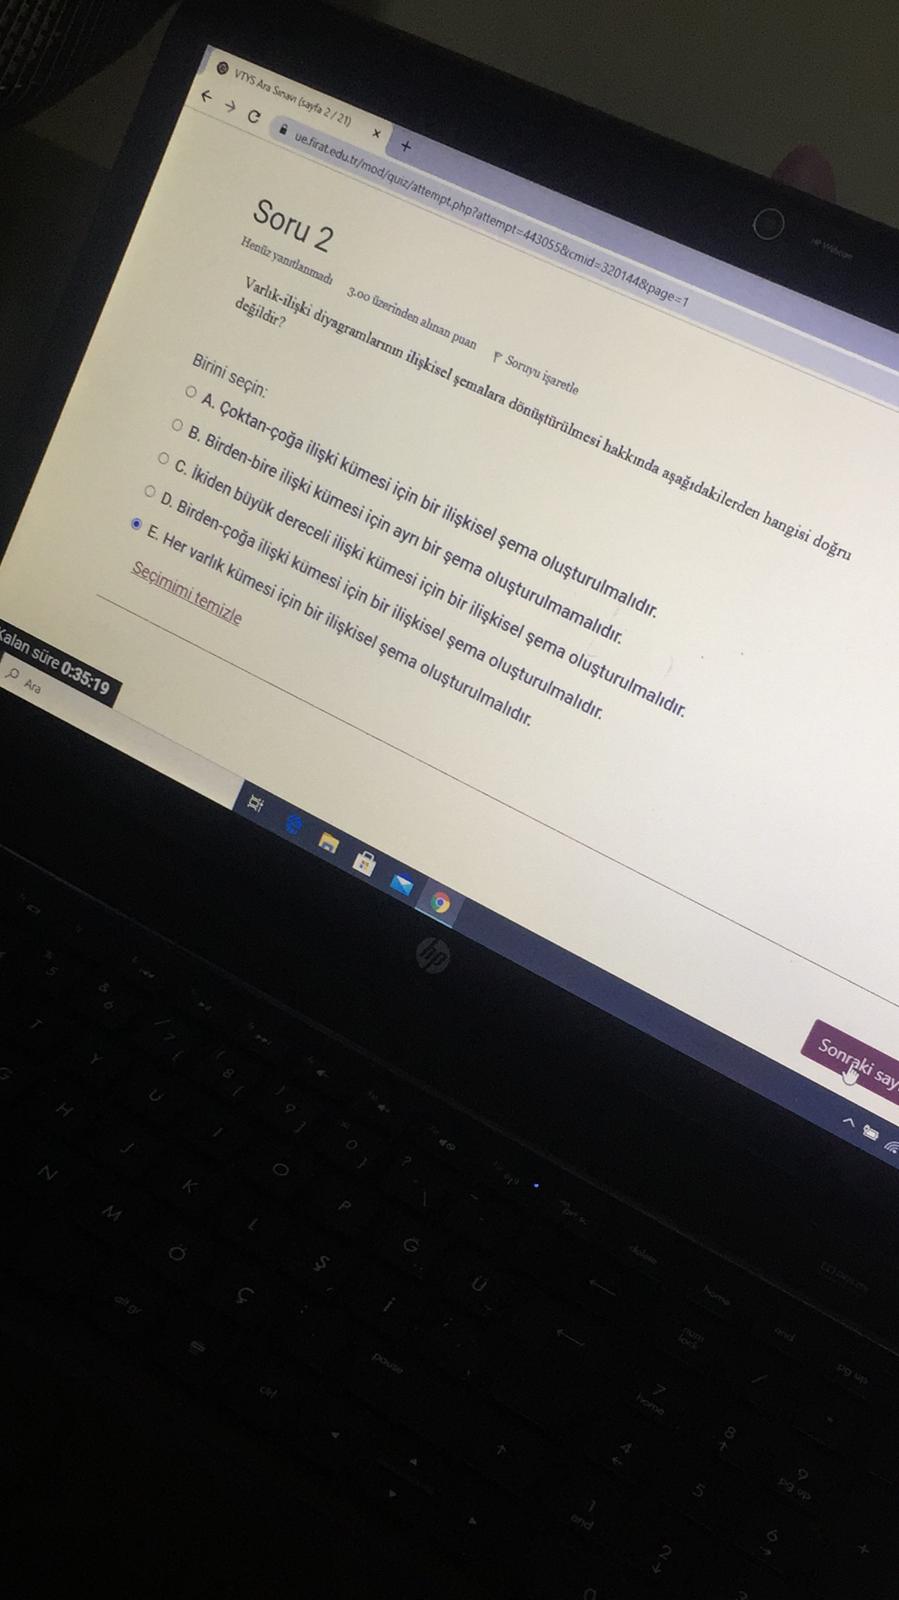 VTYS Ara Sınavı (sayfa 2 / 21)
ue.firat.edu.tr/mod/quiz/attempt.php?attempt=443055&cmid=320144&page=1
Soru 2
Henüz yanıtlanmadı 3.00 üzerinden alınan puan Soruyu işaretle
Varlık-ilişki diyagramlarının ilişkisel şemalara dönüştürülmesi hakkında aşağıdakilerden hangisi doğru
değildir?
Birini seçin:
A. Çoktan-çoğa ilişki kümesi için bir ilişkisel şema oluşturulmalıdır.
B. Birden-bire ilişki kümesi için ayrı bir şema oluşturulmamalıdır.
C. İkiden büyük dereceli ilişki kümesi için bir ilişkisel şema oluşturulmalıdır.
D. Birden-çoğa ilişki kümesi için bir ilişkisel şema oluşturulmalıdır.
E. Her varlık kümesi için bir ilişkisel şema oluşturulmalıdır.
Seçimimi temizle
Kalan süre 0:35:19
Ara
Sonraki say
hp